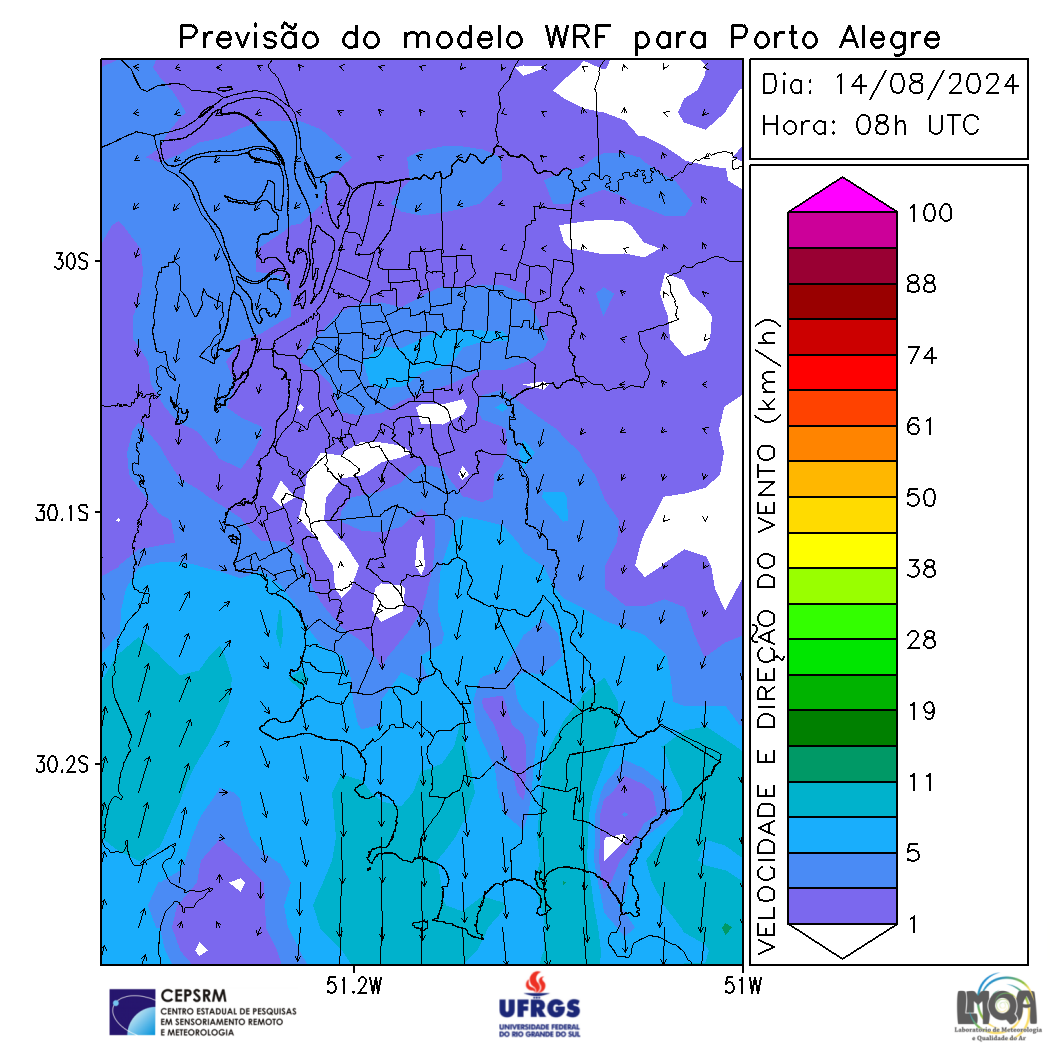 Previsão do modelo WRF para Porto Alegre
Dia: 14/08/2024
Hora: 08h UTC
30S
30.1S
30.2S
51.2W
51W
VELOCIDADE E DIREÇÃO DO VENTO (km/h)
100
88
74
61
50
38
28
19
11
5
1
CEPSRM
CENTRO ESTADUAL DE PESQUISAS
EM SENSORIAMENTO REMOTO
E METEOROLOGIA
UFRGS
UNIVERSIDADE FEDERAL
DO RIO GRANDE DO SUL
LMQA
Laboratório de Meteorologia
e Qualidade do Ar